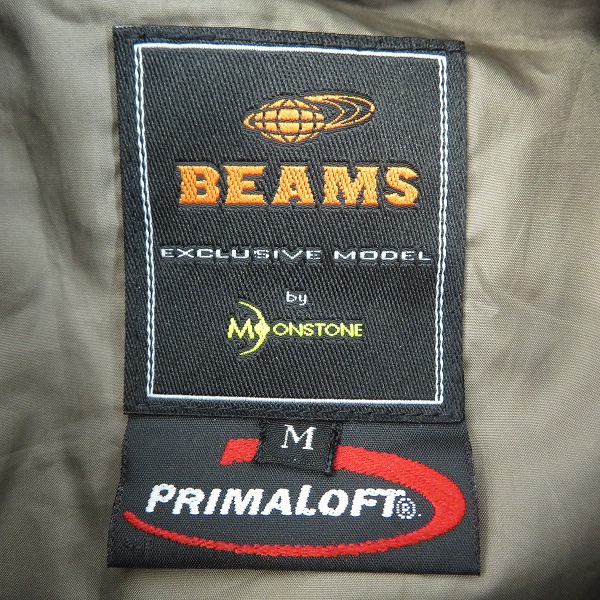 BEAMS
EXCLUSIVE MODEL
by
MOONSTONE
M
PRIMALOFT®